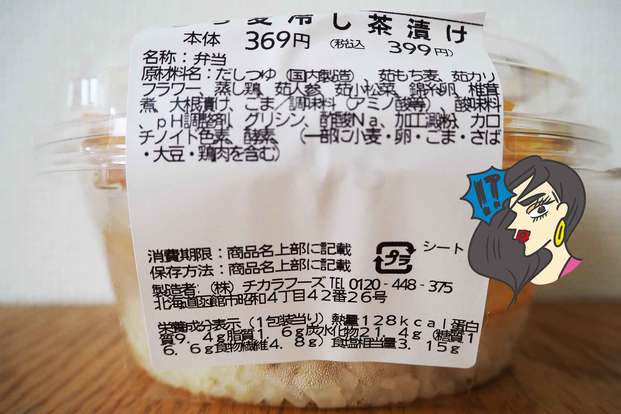 麦冷し茶漬け
本体 369円 (税込 399円)
名称:弁当
原材料名:だしつゆ(国内製造)、茹もち麦、茹カリ
フラワー、蒸し鶏、茹人参、茹小松菜、錦糸卵、椎茸
煮、大根漬け、ごま/調味料(アミノ酸等)、酸味料
、pH調整剤、グリシン、酢酸Na、加工澱粉、カロ
チノイド色素、酵素、(一部に小麦・卵・ごま・さば
・大豆・鶏肉を含む)
消費期限:商品名上部に記載
保存方法:商品名上部に記載
プラ シート
製造者:(株)チカラフーズ TEL 0120-448-375
北海道函館市昭和4丁目42番26号
栄養成分表示(1包装当り)熱量128kcal蛋白
質9.4g脂質1.6g炭水化物21.4g(糖質1
6.6g食物繊維4.8g)食塩相当量3.15g
!?